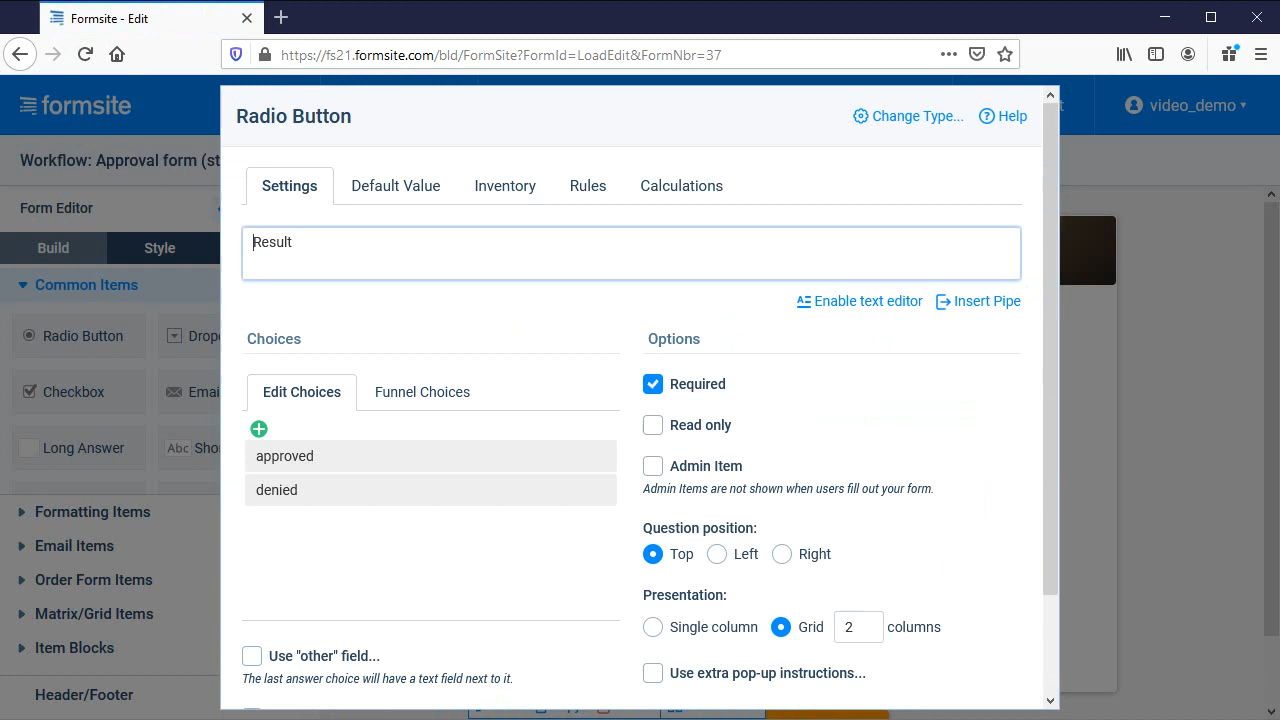 Formsite - Edit
https://fs21.formsite.com/bld/FormSite?FormId=LoadEdit&FormNbr=37
formsite
video_demo
Workflow: Approval form (st
Form Editor
Build
Style
Common Items
Radio Button
Drop
Checkbox
Emai
Long Answer
Abc
Sho
Formatting Items
Email Items
Order Form Items
Matrix/Grid Items
Item Blocks
Header/Footer
Radio Button
Change Type...
Help
Settings
Default Value
Inventory
Rules
Calculations
Result
Enable text editor
Insert Pipe
Choices
Edit Choices
Funnel Choices
approved
denied
Use "other" field...
The last answer choice will have a text field next to it.
Options
Required
Read only
Admin Item
Admin Items are not shown when users fill out your form.
Question position:
Top
Left
Right
Presentation:
Single column
Grid
2
columns
Use extra pop-up instructions...